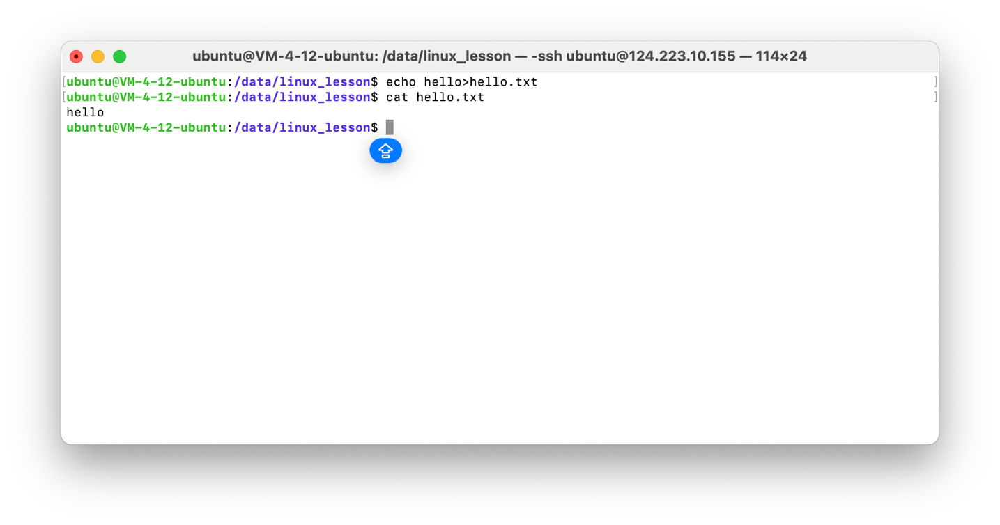 ubuntu@VM-4-12-ubuntu: /data/linux_lesson — -ssh ubuntu@124.223.10.155 — 114×24
[ubuntu@VM-4-12-ubuntu:/data/linux_lesson$ echo hello>hello.txt ]
[ubuntu@VM-4-12-ubuntu:/data/linux_lesson$ cat hello.txt ]
hello
ubuntu@VM-4-12-ubuntu:/data/linux_lesson$